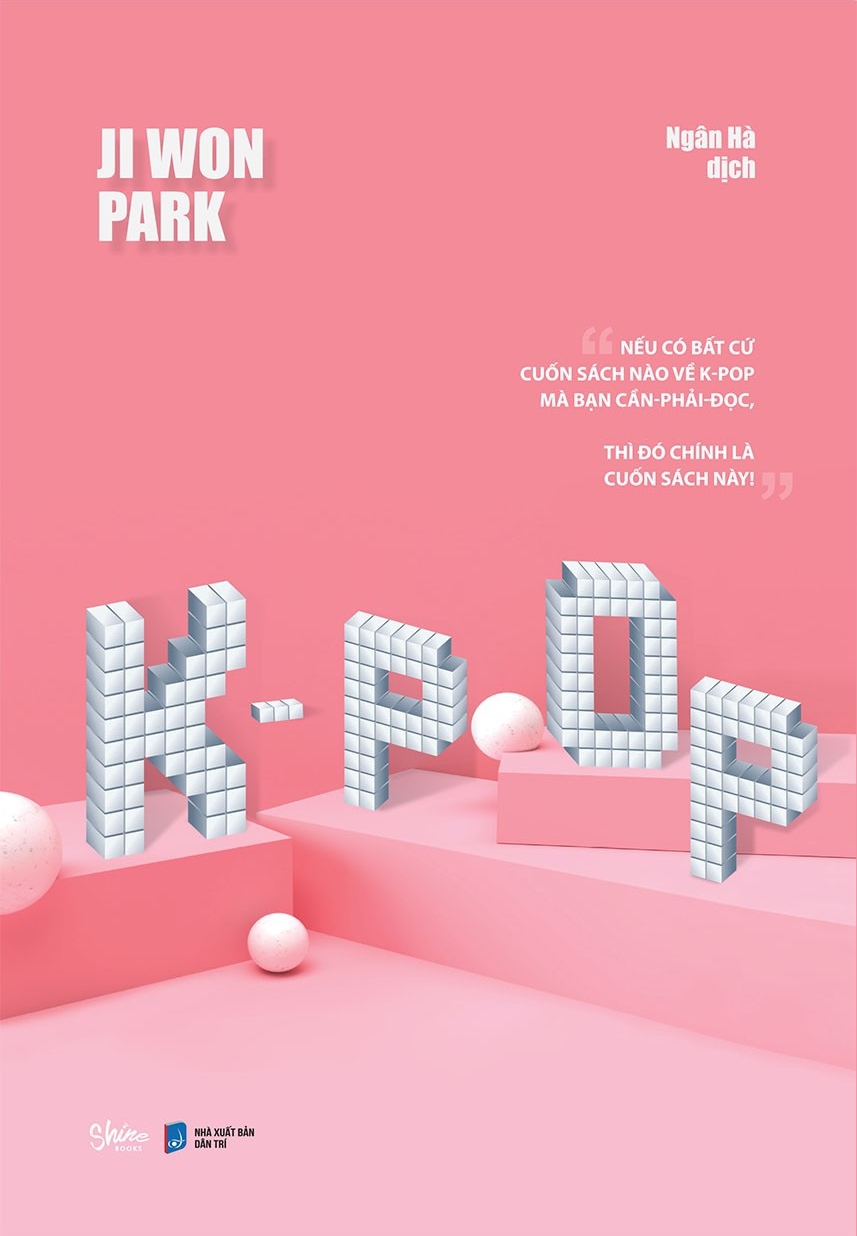 JI WON
PARK
Ngân Hà
dịch
“ NẾU CÓ BẤT CỨ
CUỐN SÁCH NÀO VỀ K-POP
MÀ BẠN CẦN-PHẢI-ĐỌC,
THÌ ĐÓ CHÍNH LÀ
CUỐN SÁCH NÀY! ”
K-POP
Shine
BOOKS
NHÀ XUẤT BẢN
DÂN TRÍ